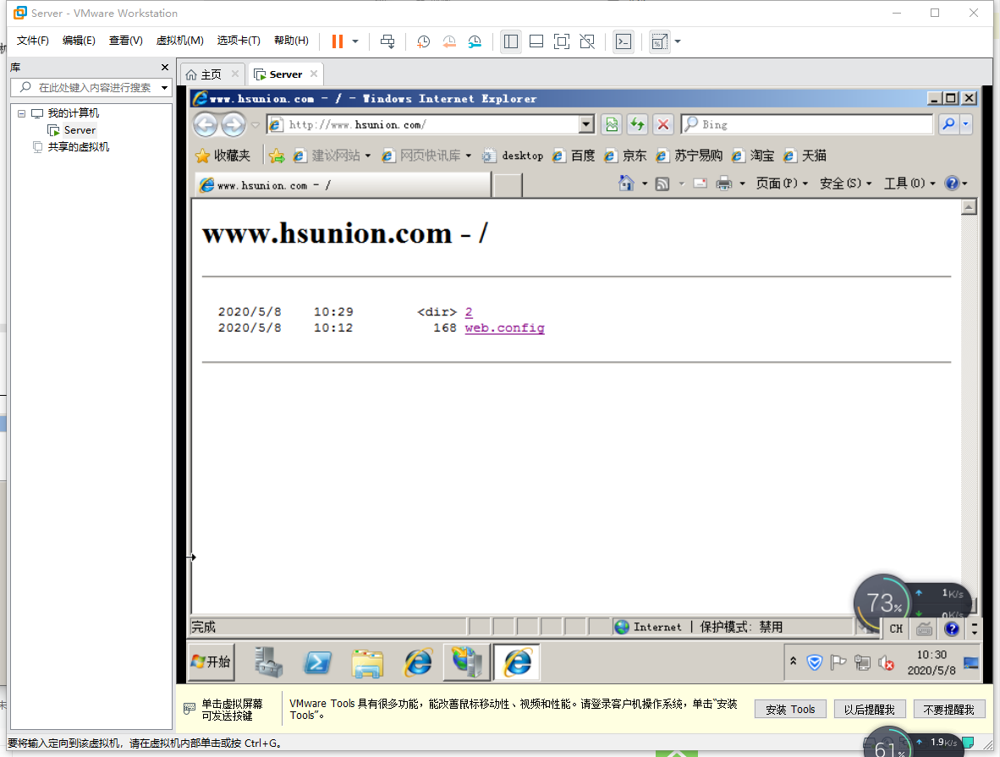 Server - VMware Workstation
文件(F) 编辑(E) 查看(V) 虚拟机(M) 选项卡(T) 帮助(H)
库
主页
Server
在此处键入内容进行搜索
我的计算机
Server
共享的虚拟机
www.hsunion.com - / - Windows Internet Explorer
http://www.hsunion.com/
Bing
收藏夹 建议网站 网页快讯库 desktop 百度 京东 苏宁易购 淘宝 天猫
www.hsunion.com - /
页面(P) 安全(S) 工具(O)
www.hsunion.com - /
2020/5/8 10:29 <dir> 2
2020/5/8 10:12 168 web.config
73%
1K/s
0K/s
完成
Internet | 保护模式: 禁用
CH
开始
10:30
2020/5/8
单击虚拟屏幕
可发送按键
VMware Tools 具有很多功能，能改善鼠标移动性、视频和性能。请登录客户机操作系统，单击“安装
Tools”。
安装 Tools
以后提醒我
不要提醒我
要将输入定向到该虚拟机，请在虚拟机内部单击或按 Ctrl+G。
61%
1.9K/s